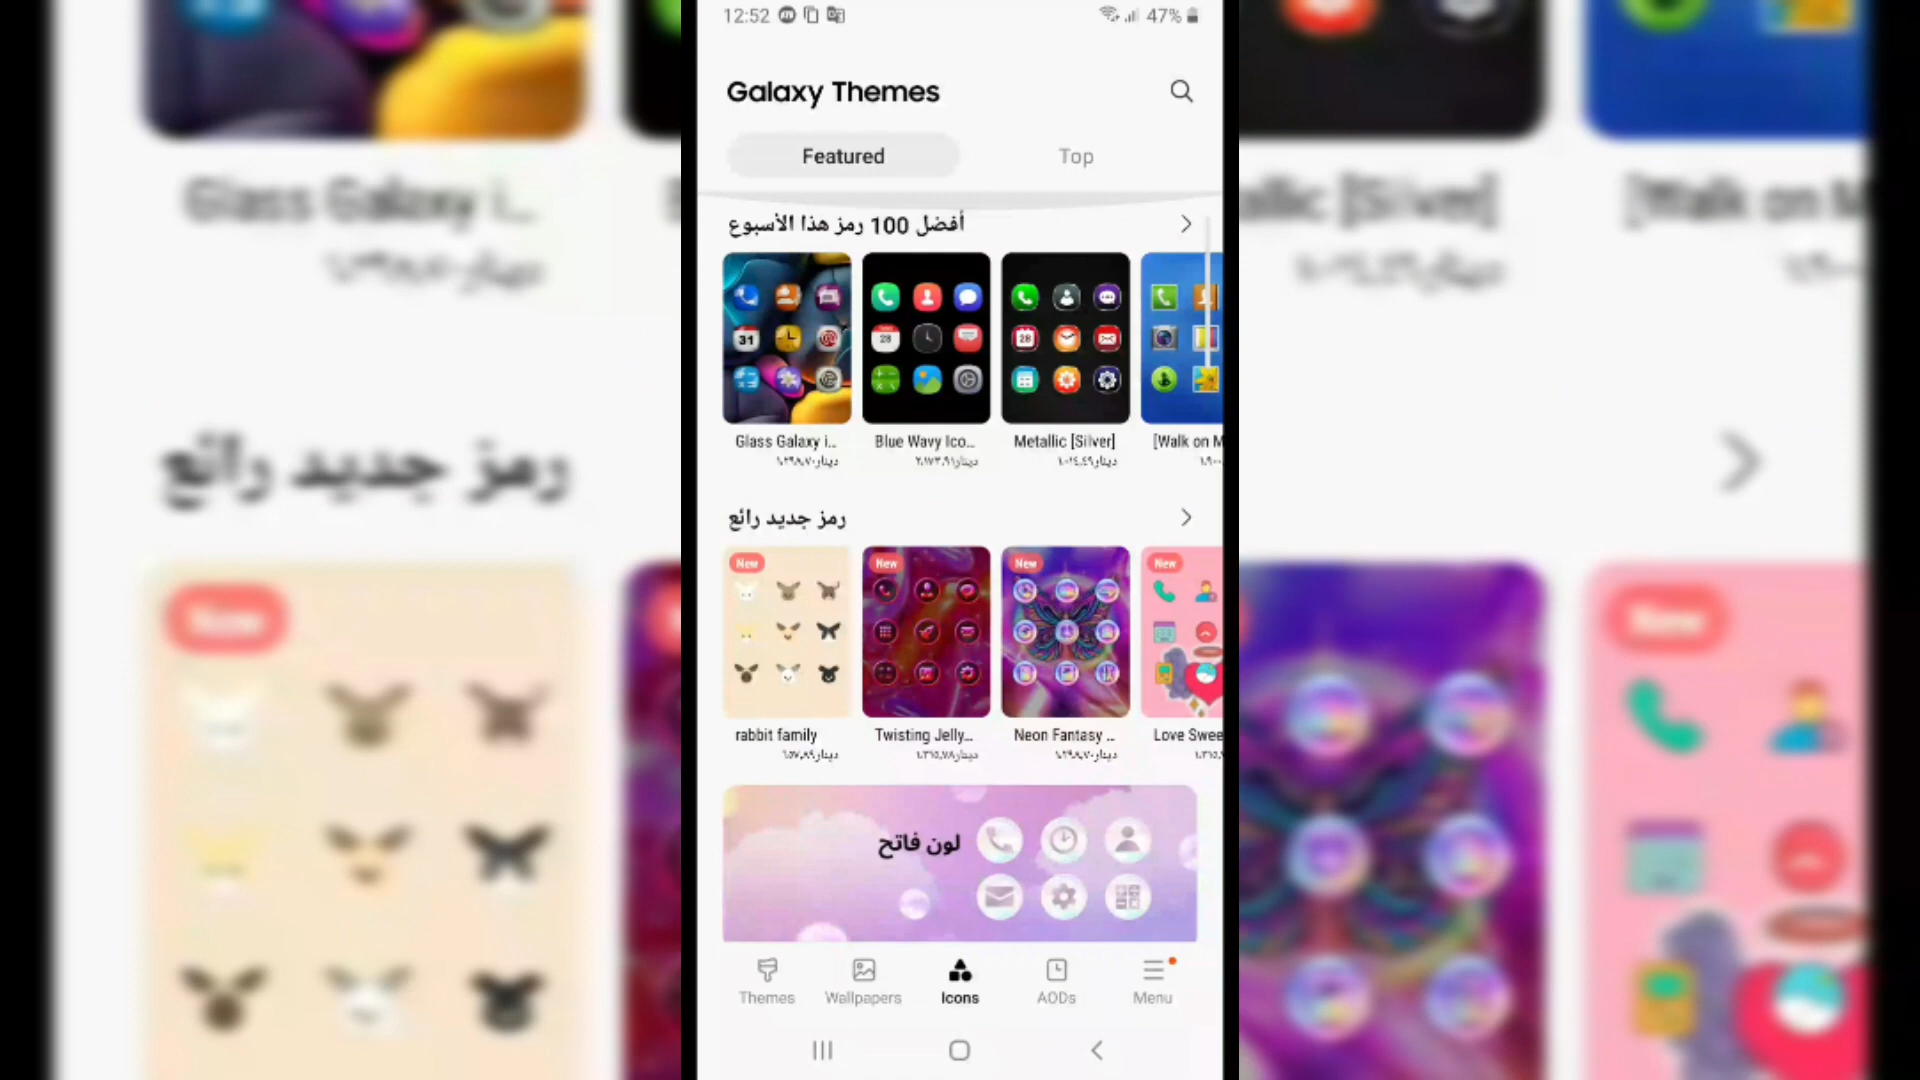 12:52
47%
Galaxy Themes
Featured
Top
أفضل 100 رمز هذا الأسبوع
Glass Galaxy i...
Blue Wavy Ico...
Metallic [Silver]
[Walk on M
رمز جديد رائع
New
New
New
New
rabbit family
Twisting Jelly...
Neon Fantasy ...
Love Swee
لون فاتح
Themes
Wallpapers
Icons
AODs
Menu